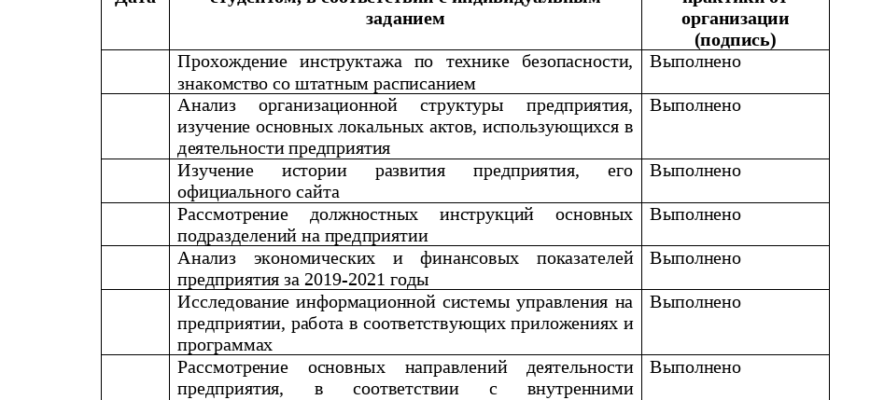 Дата студентом, в соответствии с индивидуальным практики от
заданием организации
(подпись)
Прохождение инструктажа по технике безопасности, Выполнено
знакомство со штатным расписанием
Анализ организационной структуры предприятия, Выполнено
изучение основных локальных актов, использующихся в
деятельности предприятия
Изучение истории развития предприятия, его Выполнено
официального сайта
Рассмотрение должностных инструкций основных Выполнено
подразделений на предприятии
Анализ экономических и финансовых показателей Выполнено
предприятия за 2019-2021 годы
Исследование информационной системы управления на Выполнено
предприятии, работа в соответствующих приложениях и
программах
Рассмотрение основных направлений деятельности Выполнено
предприятия, в соответствии с внутренними